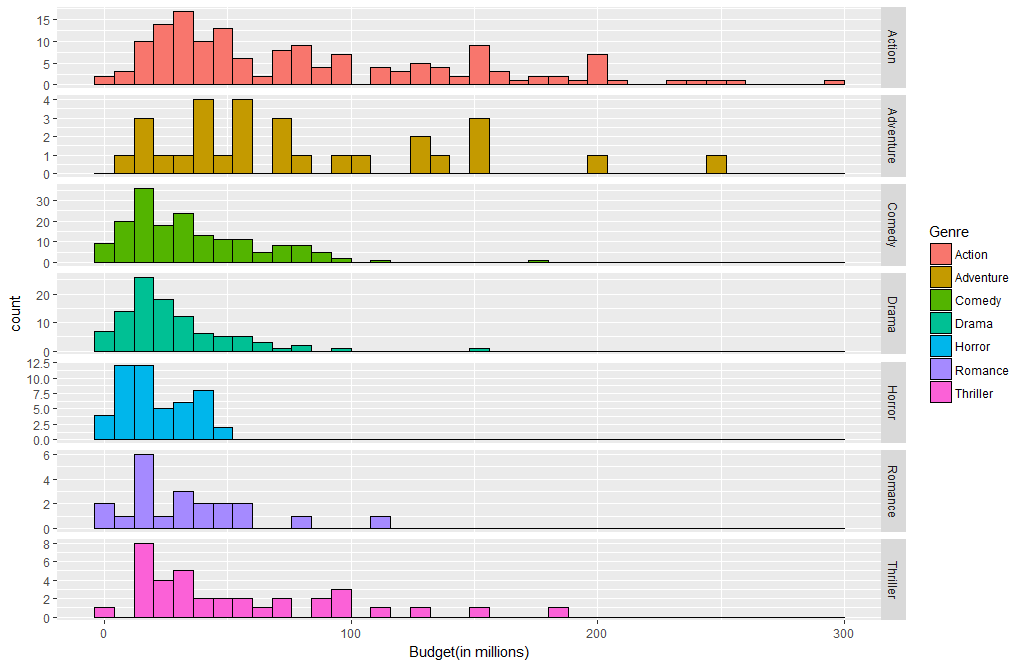 15
10
5
0
Action
4
3
2
1
0
Adventure
30
20
10
0
Comedy
20
10
0
Drama
12.5
10.0
7.5
5.0
2.5
0.0
Horror
6
4
2
0
Romance
8
6
4
2
0
Thriller
count
0 100 200 300
Budget(in millions)
Genre
Action
Adventure
Comedy
Drama
Horror
Romance
Thriller